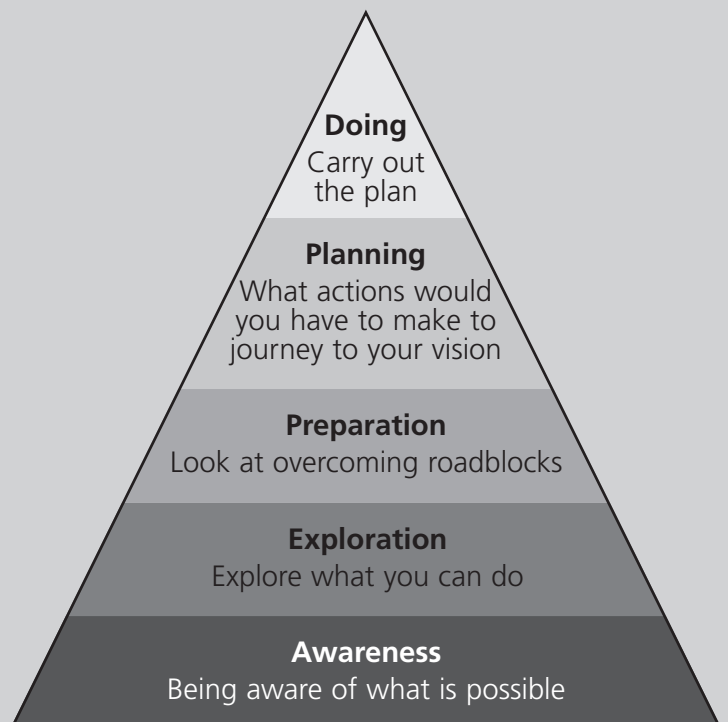 Doing
Carry out
the plan
Planning
What actions would
you have to make to
journey to your vision
Preparation
Look at overcoming roadblocks
Exploration
Explore what you can do
Awareness
Being aware of what is possible